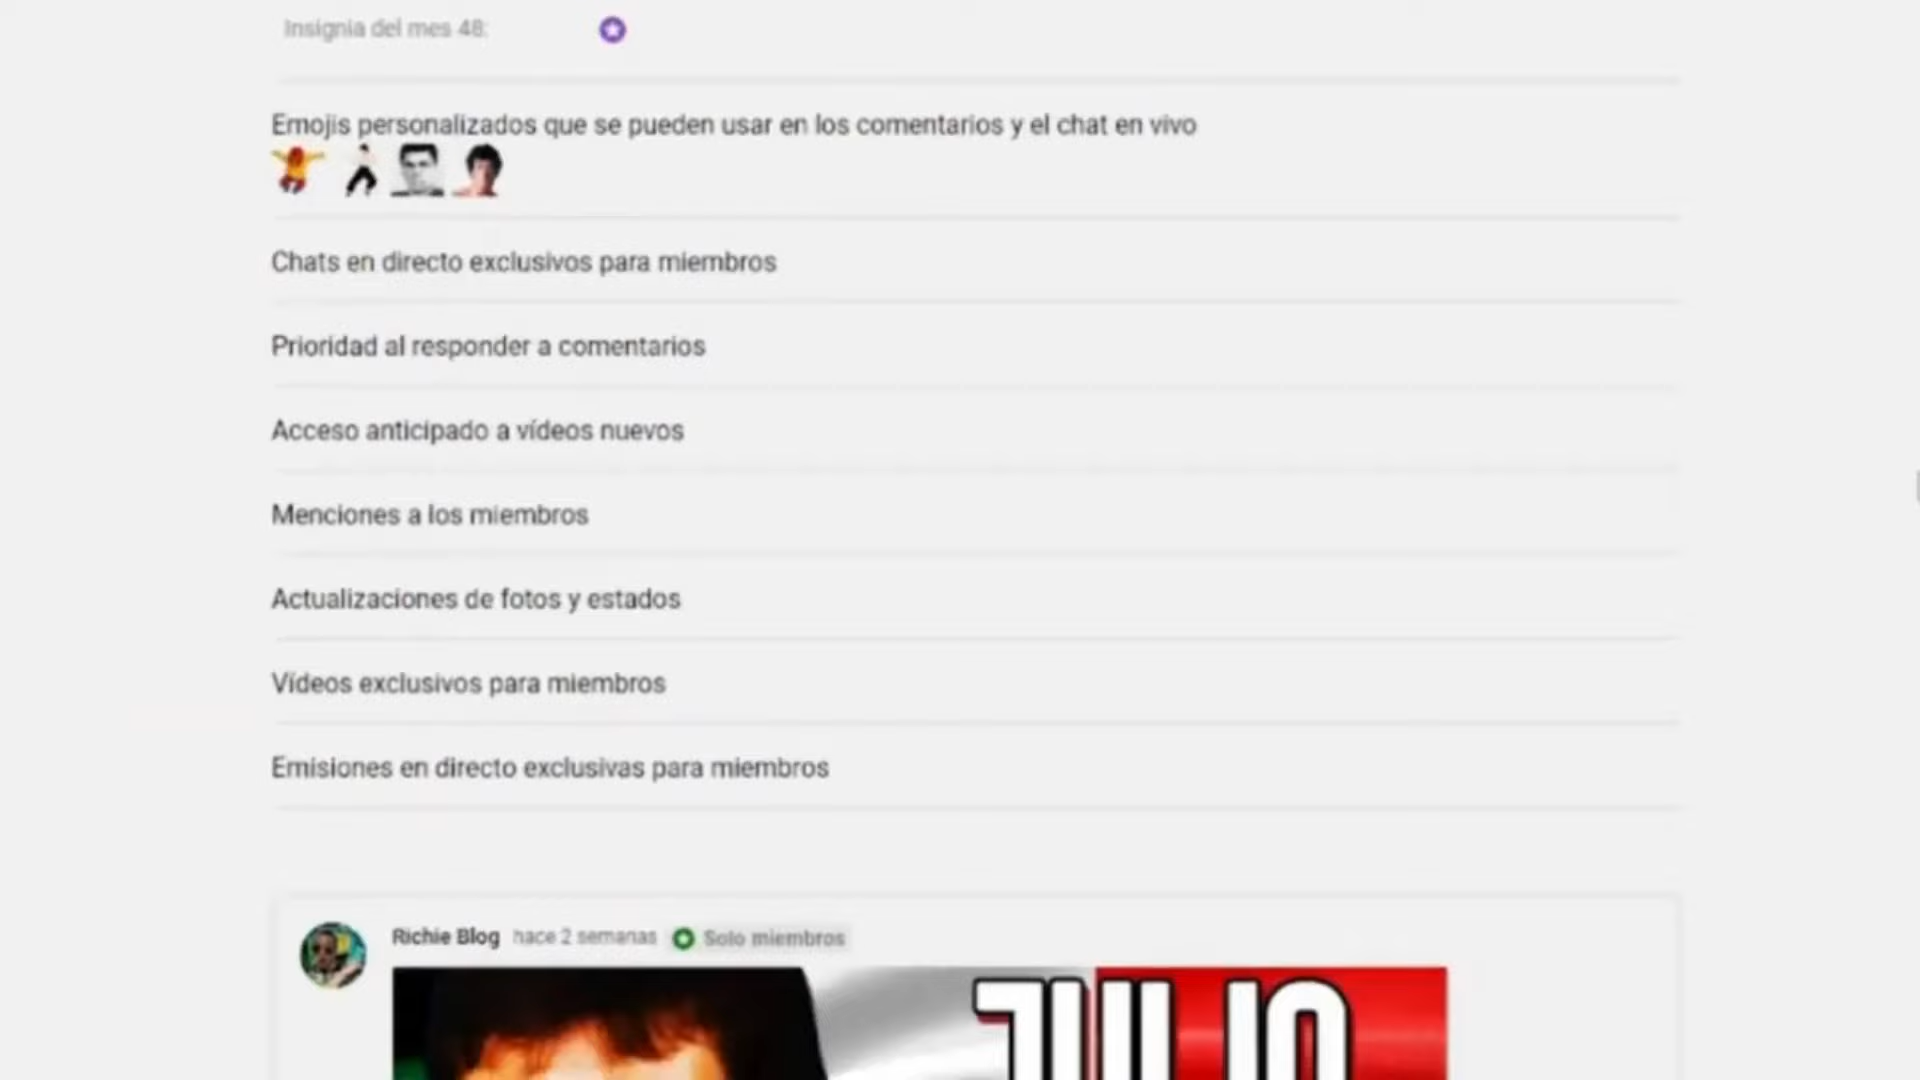 Insignia del mes 48:
Emojis personalizados que se pueden usar en los comentarios y el chat en vivo
Chats en directo exclusivos para miembros
Prioridad al responder a comentarios
Acceso anticipado a vídeos nuevos
Menciones a los miembros
Actualizaciones de fotos y estados
Vídeos exclusivos para miembros
Emisiones en directo exclusivas para miembros
Richie Blog hace 2 semanas Solo miembros
JULIO